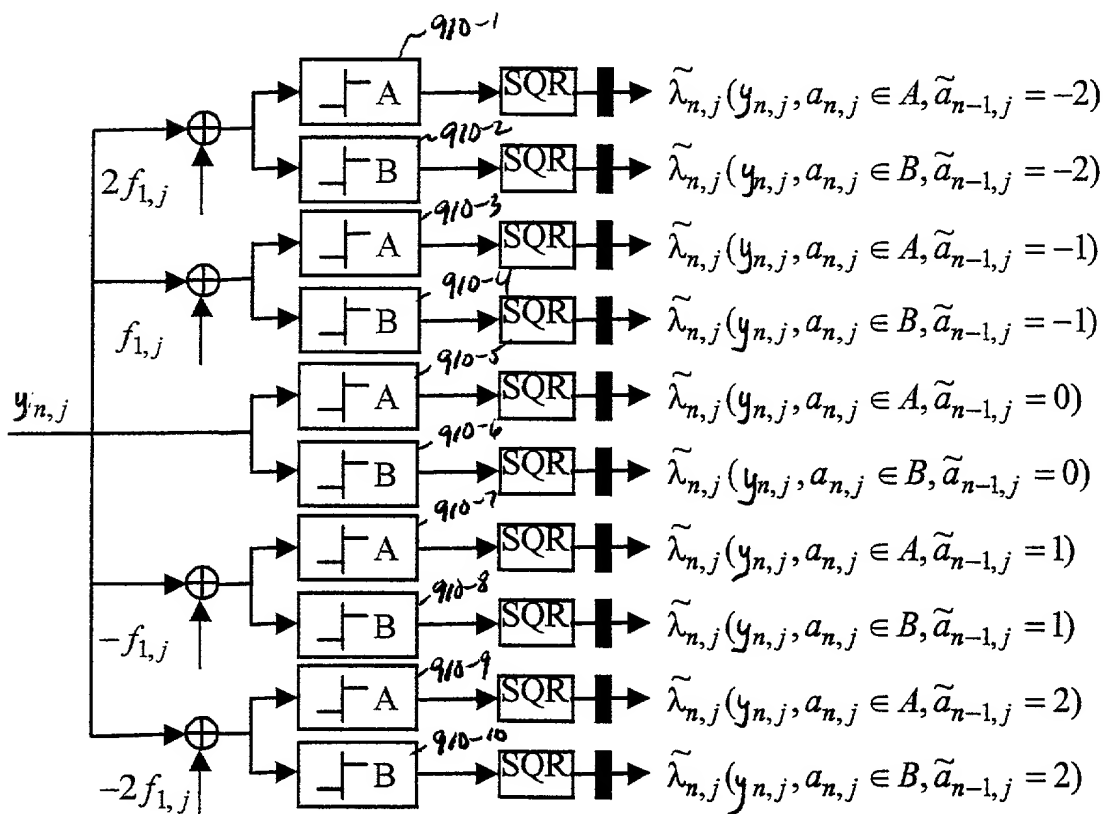 910-1
A SQR λ̃n,j(yn,j, an,j ∈ A, ãn−1,j = −2)
910-2
B SQR λ̃n,j(yn,j, an,j ∈ B, ãn−1,j = −2)
2f1,j
910-3
A SQR λ̃n,j(yn,j, an,j ∈ A, ãn−1,j = −1)
910-4
B SQR λ̃n,j(yn,j, an,j ∈ B, ãn−1,j = −1)
f1,j
910-5
yn,j
A SQR λ̃n,j(yn,j, an,j ∈ A, ãn−1,j = 0)
910-6
B SQR λ̃n,j(yn,j, an,j ∈ B, ãn−1,j = 0)
910-7
A SQR λ̃n,j(yn,j, an,j ∈ A, ãn−1,j = 1)
910-8
B SQR λ̃n,j(yn,j, an,j ∈ B, ãn−1,j = 1)
−f1,j
910-9
A SQR λ̃n,j(yn,j, an,j ∈ A, ãn−1,j = 2)
910-10
B SQR λ̃n,j(yn,j, an,j ∈ B, ãn−1,j = 2)
−2f1,j